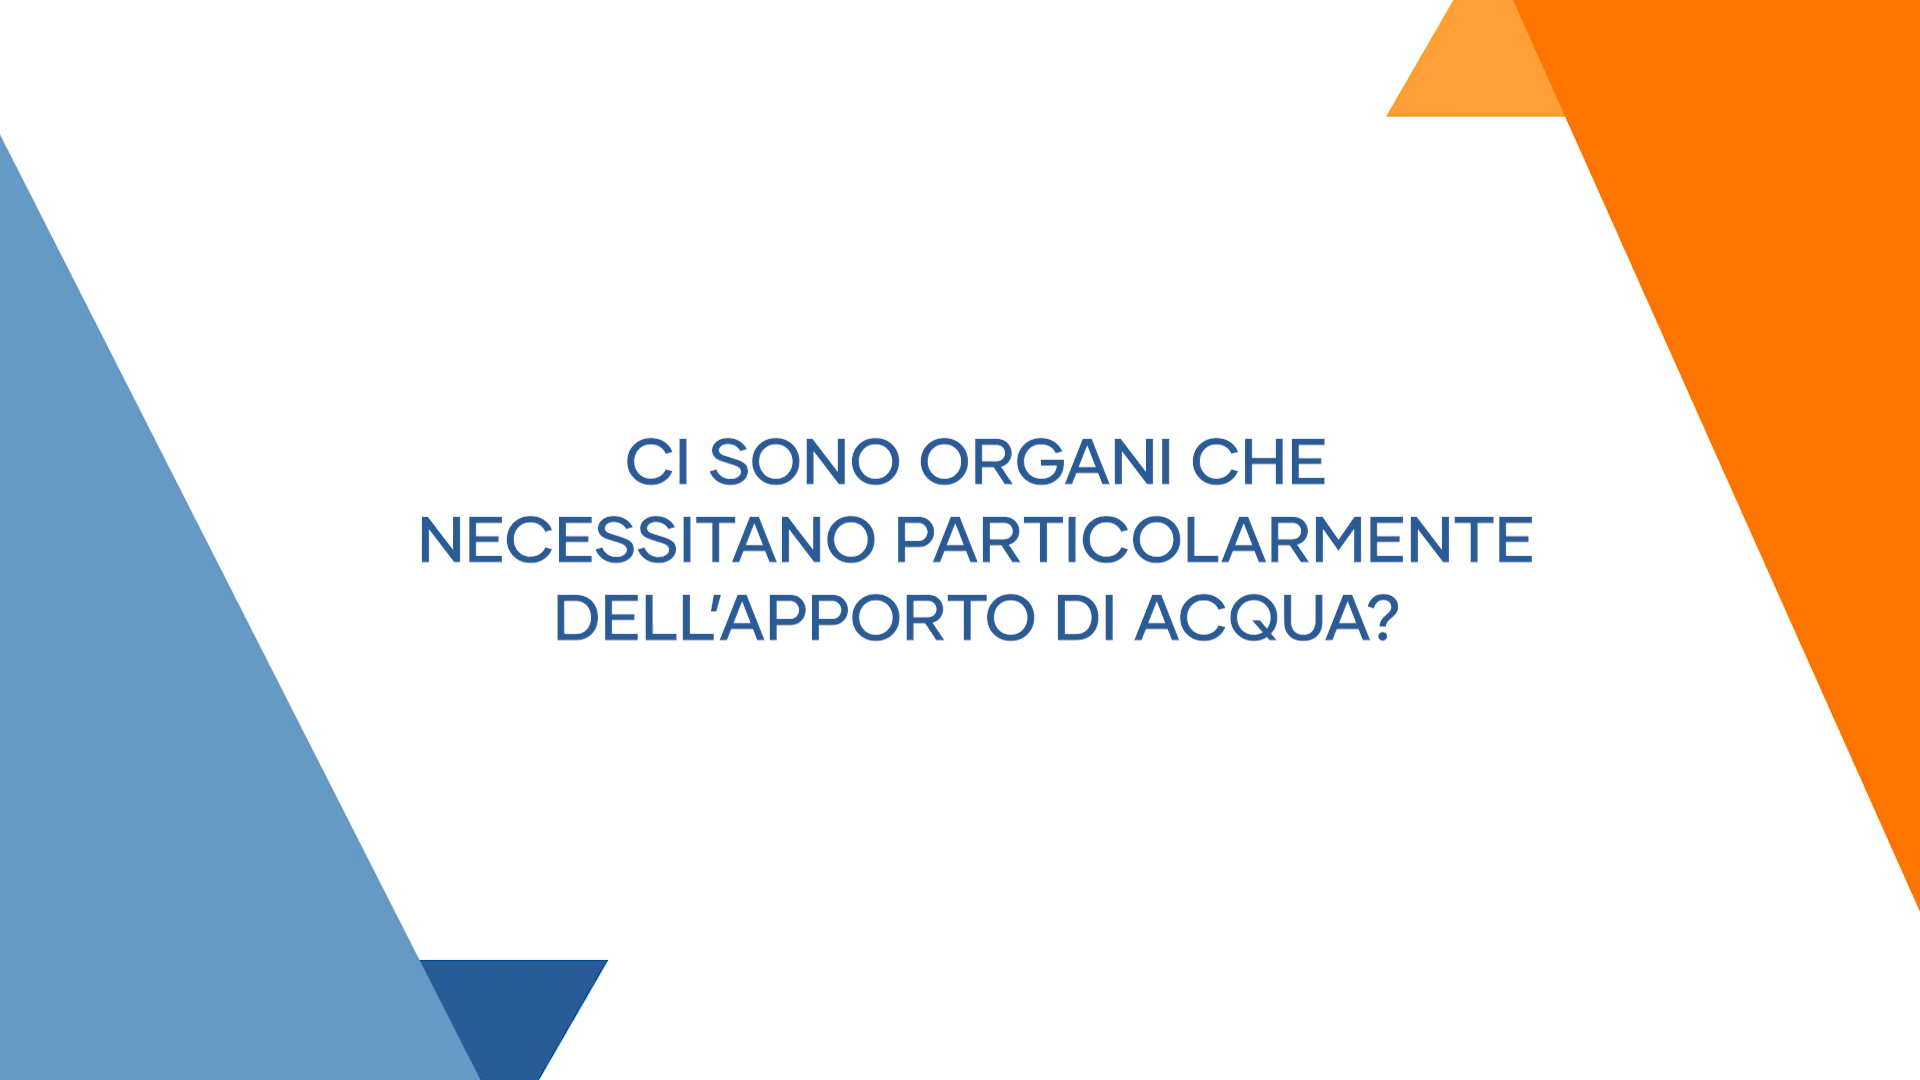 CI SONO ORGANI CHE
NECESSITANO PARTICOLARMENTE
DELL’APPORTO DI ACQUA?